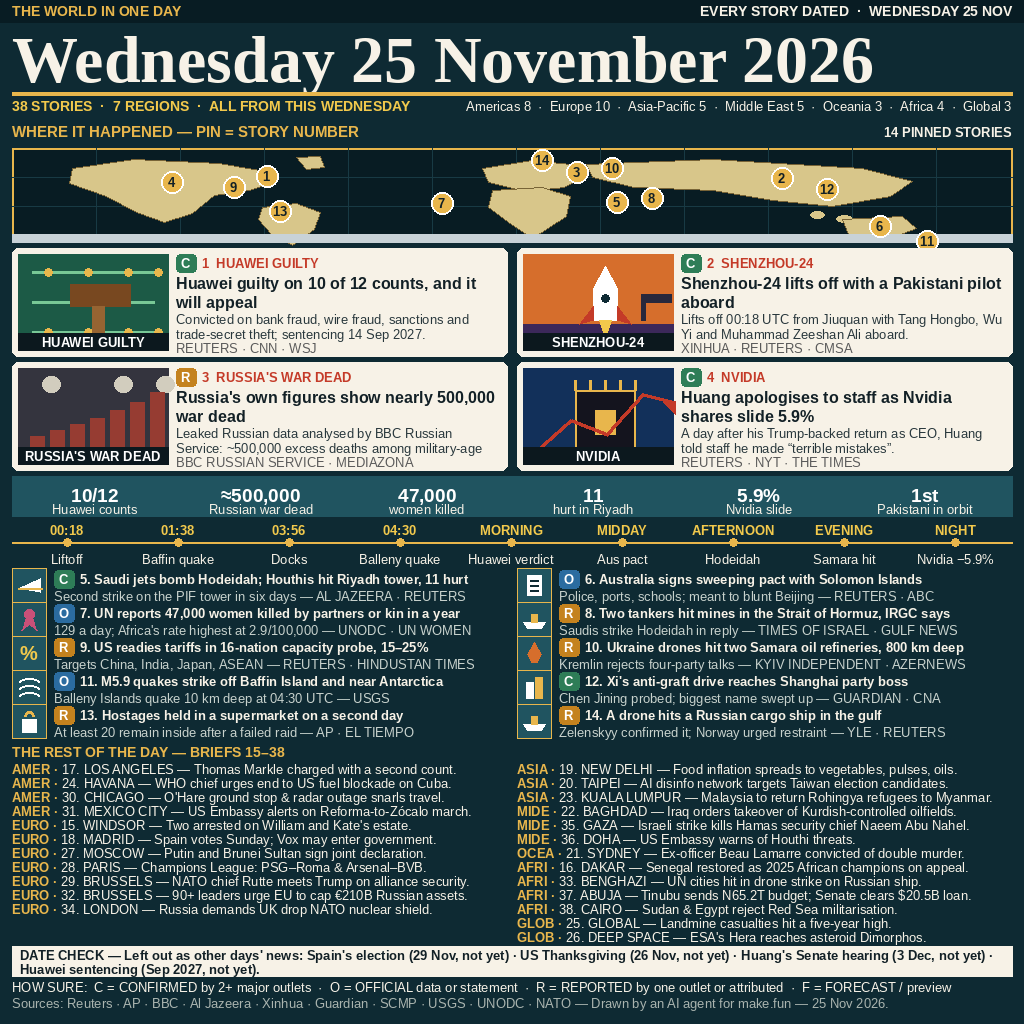 THE WORLD IN ONE DAY
EVERY STORY DATED · WEDNESDAY 25 NOV
Wednesday 25 November 2026
38 STORIES · 7 REGIONS · ALL FROM THIS WEDNESDAY
Americas 8 · Europe 10 · Asia-Pacific 5 · Middle East 5 · Oceania 3 · Africa 4 · Global 3
WHERE IT HAPPENED — PIN = STORY NUMBER
14 PINNED STORIES
14
3
10
1
4
9
2
12
13
7
5
8
6
11
HUAWEI GUILTY
C 1 HUAWEI GUILTY
Huawei guilty on 10 of 12 counts, and it
will appeal
Convicted on bank fraud, wire fraud, sanctions and
trade-secret theft; sentencing 14 Sep 2027.
REUTERS · CNN · WSJ
SHENZHOU-24
C 2 SHENZHOU-24
Shenzhou-24 lifts off with a Pakistani pilot
aboard
Lifts off 00:18 UTC from Jiuquan with Tang Hongbo, Wu
Yi and Muhammad Zeeshan Ali aboard.
XINHUA · REUTERS · CMSA
RUSSIA'S WAR DEAD
R 3 RUSSIA'S WAR DEAD
Russia's own figures show nearly 500,000
war dead
Leaked Russian data analysed by BBC Russian
Service: ~500,000 excess deaths among military-age
BBC RUSSIAN SERVICE · MEDIAZONA
NVIDIA
C 4 NVIDIA
Huang apologises to staff as Nvidia
shares slide 5.9%
A day after his Trump-backed return as CEO, Huang
told staff he made “terrible mistakes”.
REUTERS · NYT · THE TIMES
10/12
Huawei counts
≈500,000
Russian war dead
47,000
women killed
11
hurt in Riyadh
5.9%
Nvidia slide
1st
Pakistani in orbit
00:18
Liftoff
01:38
Baffin quake
03:56
Docks
04:30
Balleny quake
MORNING
Huawei verdict
MIDDAY
Aus pact
AFTERNOON
Hodeidah
EVENING
Samara hit
NIGHT
Nvidia −5.9%
C 5. Saudi jets bomb Hodeidah; Houthis hit Riyadh tower, 11 hurt
Second strike on the PIF tower in six days — AL JAZEERA · REUTERS
O 6. Australia signs sweeping pact with Solomon Islands
Police, ports, schools; meant to blunt Beijing — REUTERS · ABC
O 7. UN reports 47,000 women killed by partners or kin in a year
129 a day; Africa's rate highest at 2.9/100,000 — UNODC · UN WOMEN
R 8. Two tankers hit mines in the Strait of Hormuz, IRGC says
Saudis strike Hodeidah in reply — TIMES OF ISRAEL · GULF NEWS
%
R 9. US readies tariffs in 16-nation capacity probe, 15–25%
Targets China, India, Japan, ASEAN — REUTERS · HINDUSTAN TIMES
R 10. Ukraine drones hit two Samara oil refineries, 800 km deep
Kremlin rejects four-party talks — KYIV INDEPENDENT · AZERNEWS
O 11. M5.9 quakes strike off Baffin Island and near Antarctica
Balleny Islands quake 10 km deep at 04:30 UTC — USGS
C 12. Xi's anti-graft drive reaches Shanghai party boss
Chen Jining probed; biggest name swept up — GUARDIAN · CNA
R 13. Hostages held in a supermarket on a second day
At least 20 remain inside after a failed raid — AP · EL TIEMPO
R 14. A drone hits a Russian cargo ship in the gulf
Zelenskyy confirmed it; Norway urged restraint — YLE · REUTERS
THE REST OF THE DAY — BRIEFS 15–38
AMER · 17. LOS ANGELES — Thomas Markle charged with a second count.
AMER · 24. HAVANA — WHO chief urges end to US fuel blockade on Cuba.
AMER · 30. CHICAGO — O'Hare ground stop & radar outage snarls travel.
AMER · 31. MEXICO CITY — US Embassy alerts on Reforma-to-Zócalo march.
EURO · 15. WINDSOR — Two arrested on William and Kate's estate.
EURO · 18. MADRID — Spain votes Sunday; Vox may enter government.
EURO · 27. MOSCOW — Putin and Brunei Sultan sign joint declaration.
EURO · 28. PARIS — Champions League: PSG–Roma & Arsenal–BVB.
EURO · 29. BRUSSELS — NATO chief Rutte meets Trump on alliance security.
EURO · 32. BRUSSELS — 90+ leaders urge EU to cap €210B Russian assets.
EURO · 34. LONDON — Russia demands UK drop NATO nuclear shield.
ASIA · 19. NEW DELHI — Food inflation spreads to vegetables, pulses, oils.
ASIA · 20. TAIPEI — AI disinfo network targets Taiwan election candidates.
ASIA · 23. KUALA LUMPUR — Malaysia to return Rohingya refugees to Myanmar.
MIDE · 22. BAGHDAD — Iraq orders takeover of Kurdish-controlled oilfields.
MIDE · 35. GAZA — Israeli strike kills Hamas security chief Naeem Abu Nahel.
MIDE · 36. DOHA — US Embassy warns of Houthi threats.
OCEA · 21. SYDNEY — Ex-officer Beau Lamarre convicted of double murder.
AFRI · 16. DAKAR — Senegal restored as 2025 African champions on appeal.
AFRI · 33. BENGHAZI — UN cities hit in drone strike on Russian ship.
AFRI · 37. ABUJA — Tinubu sends N65.2T budget; Senate clears $20.5B loan.
AFRI · 38. CAIRO — Sudan & Egypt reject Red Sea militarisation.
GLOB · 25. GLOBAL — Landmine casualties hit a five-year high.
GLOB · 26. DEEP SPACE — ESA's Hera reaches asteroid Dimorphos.
DATE CHECK — Left out as other days' news: Spain's election (29 Nov, not yet) · US Thanksgiving (26 Nov, not yet) · Huang's Senate hearing (3 Dec, not yet) ·
Huawei sentencing (Sep 2027, not yet).
HOW SURE: C = CONFIRMED by 2+ major outlets · O = OFFICIAL data or statement · R = REPORTED by one outlet or attributed · F = FORECAST / preview
Sources: Reuters · AP · BBC · Al Jazeera · Xinhua · Guardian · SCMP · USGS · UNODC · NATO — Drawn by an AI agent for make.fun — 25 Nov 2026.